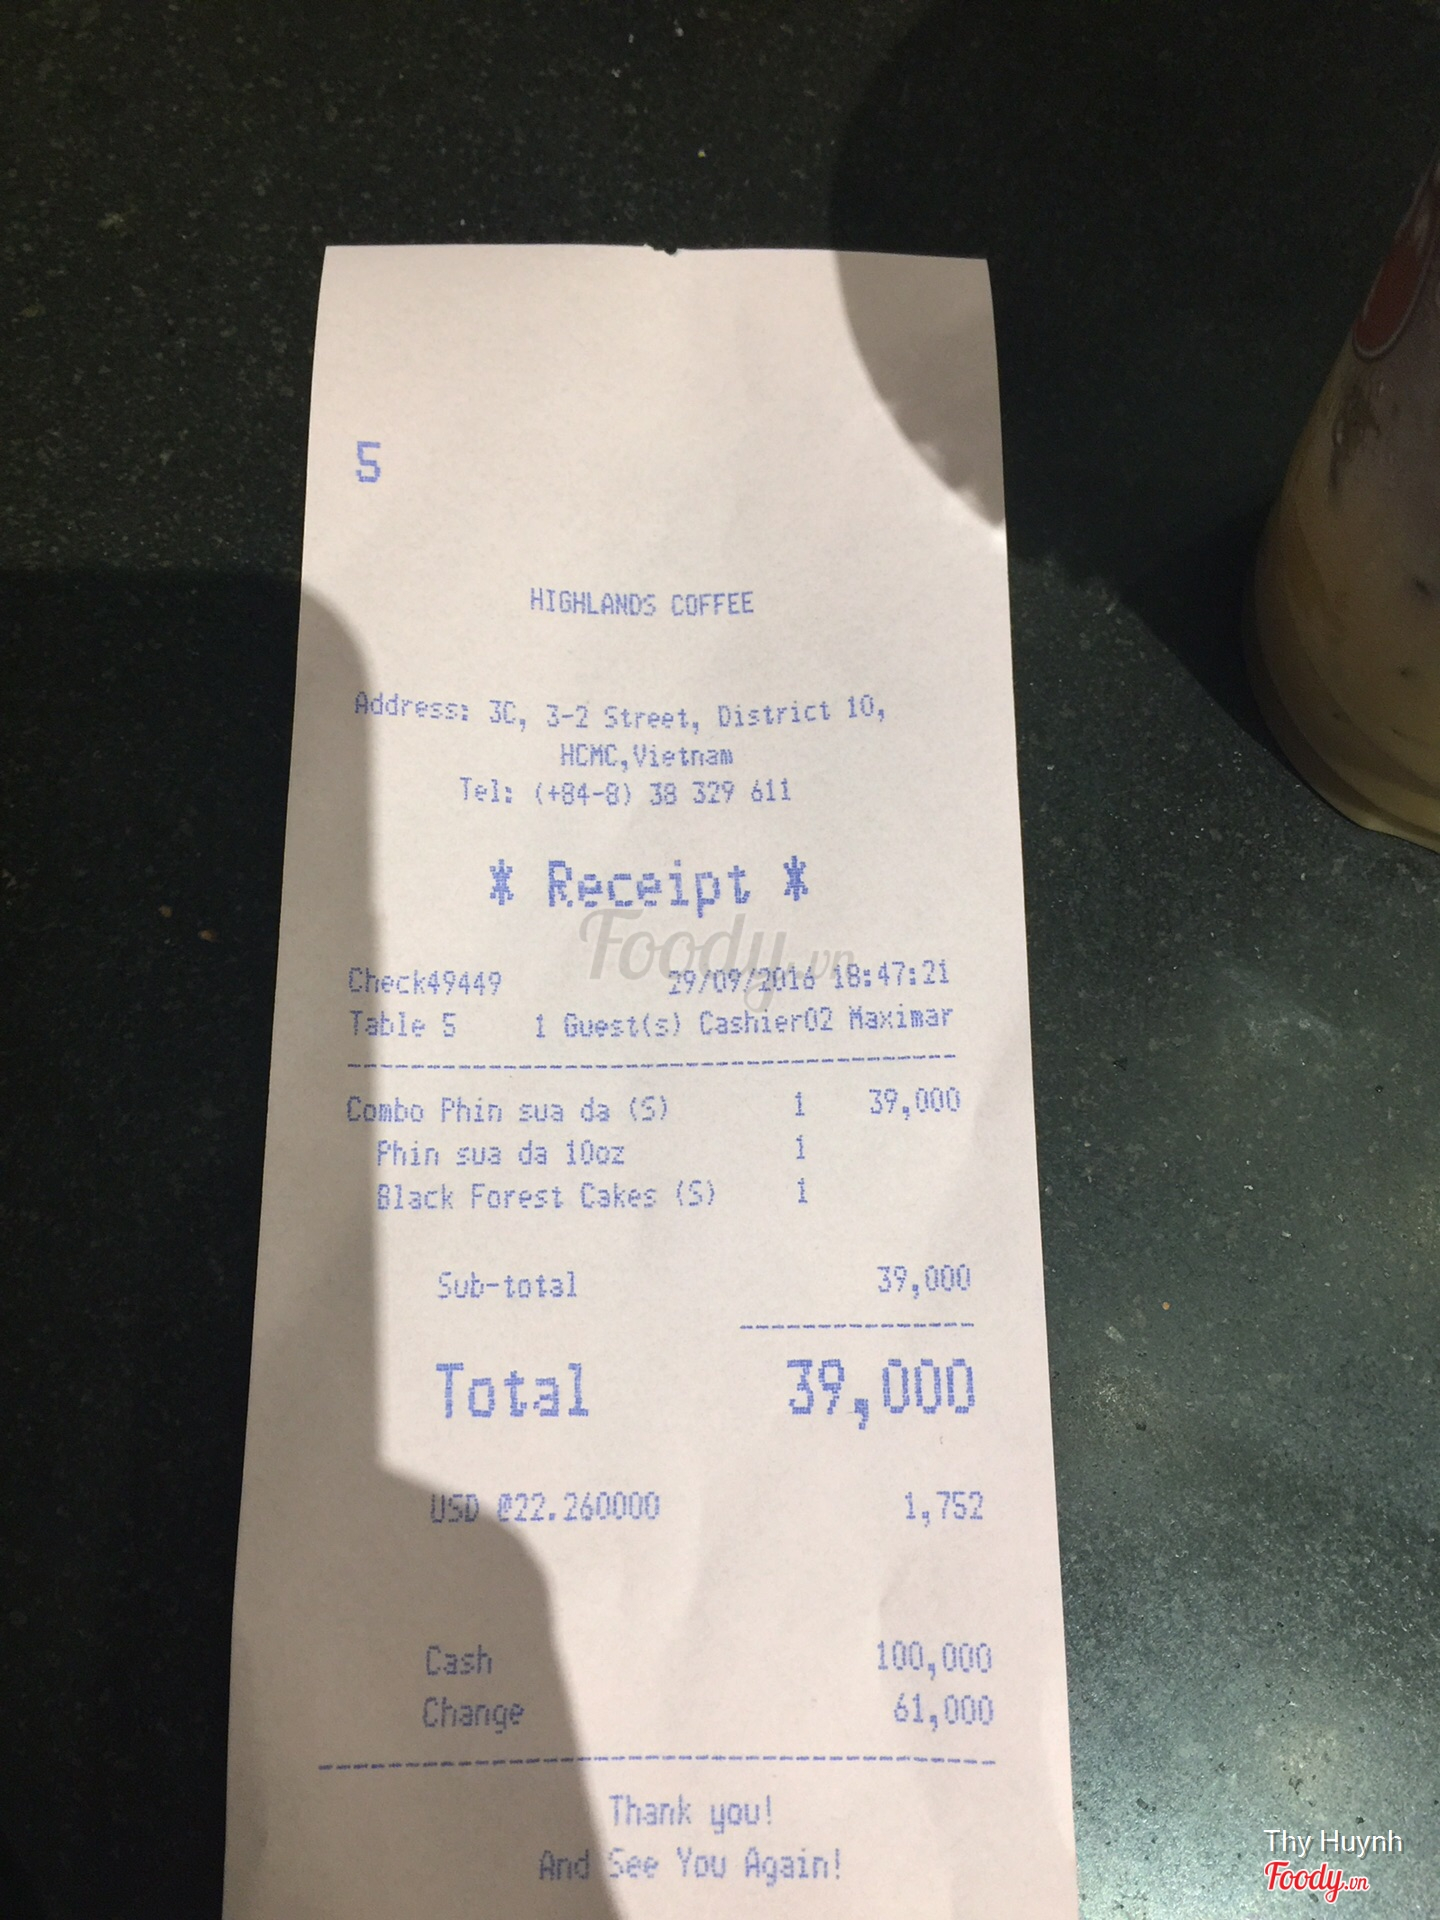 5
HIGHLANDS COFFEE
Address: 3C, 3-2 Street, District 10,
HCMC,Vietnam
Tel: (+84-8) 38 329 611
* Receipt *
Foody.vn
Check49449 29/09/2016 18:47:21
Table 5 1 Guest(s) Cashier02 Maximar
Combo Phin sua da (S) 1 39,000
Phin sua da 10oz 1
Black Forest Cakes (S) 1
Sub-total 39,000
Total 39,000
USD @22.260000 1,752
Cash 100,000
Change 61,000
Thank you!
And See You Again!
Thy Huynh
Foody.vn